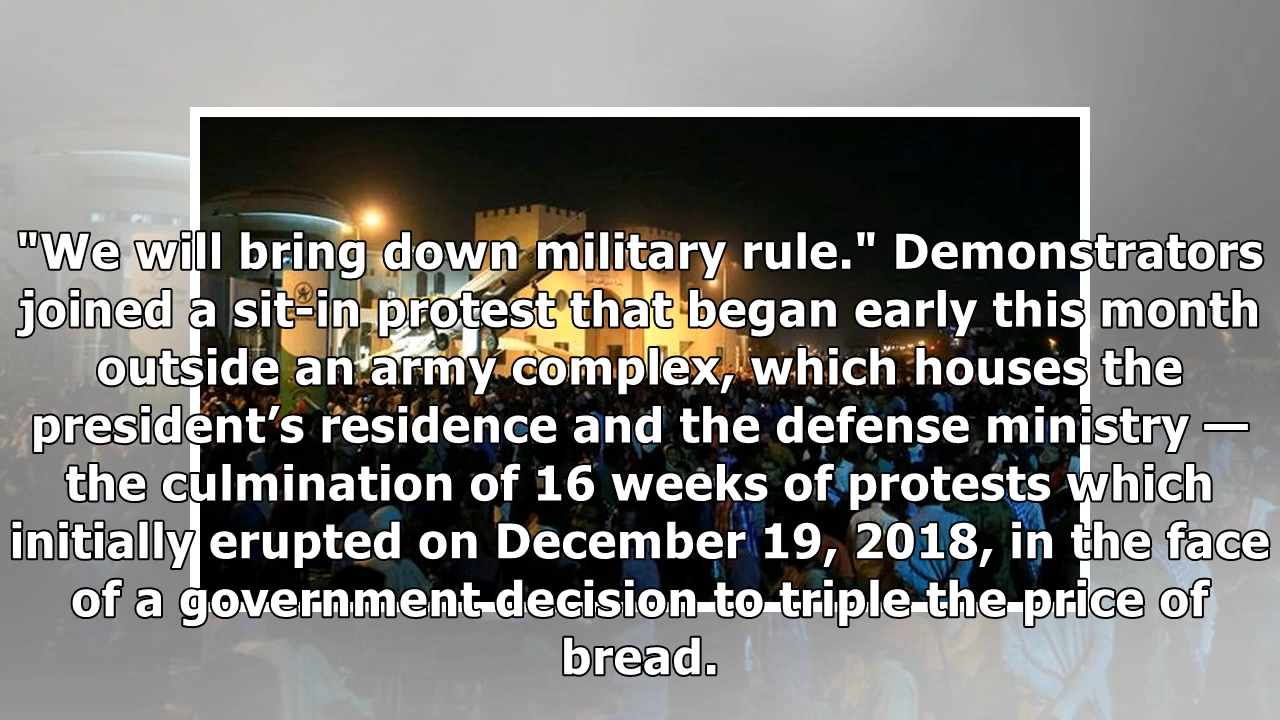 "We will bring down military rule." Demonstrators
joined a sit-in protest that began early this month
outside an army complex, which houses the
president’s residence and the defense ministry —
the culmination of 16 weeks of protests which
initially erupted on December 19, 2018, in the face
of a government decision to triple the price of
bread.